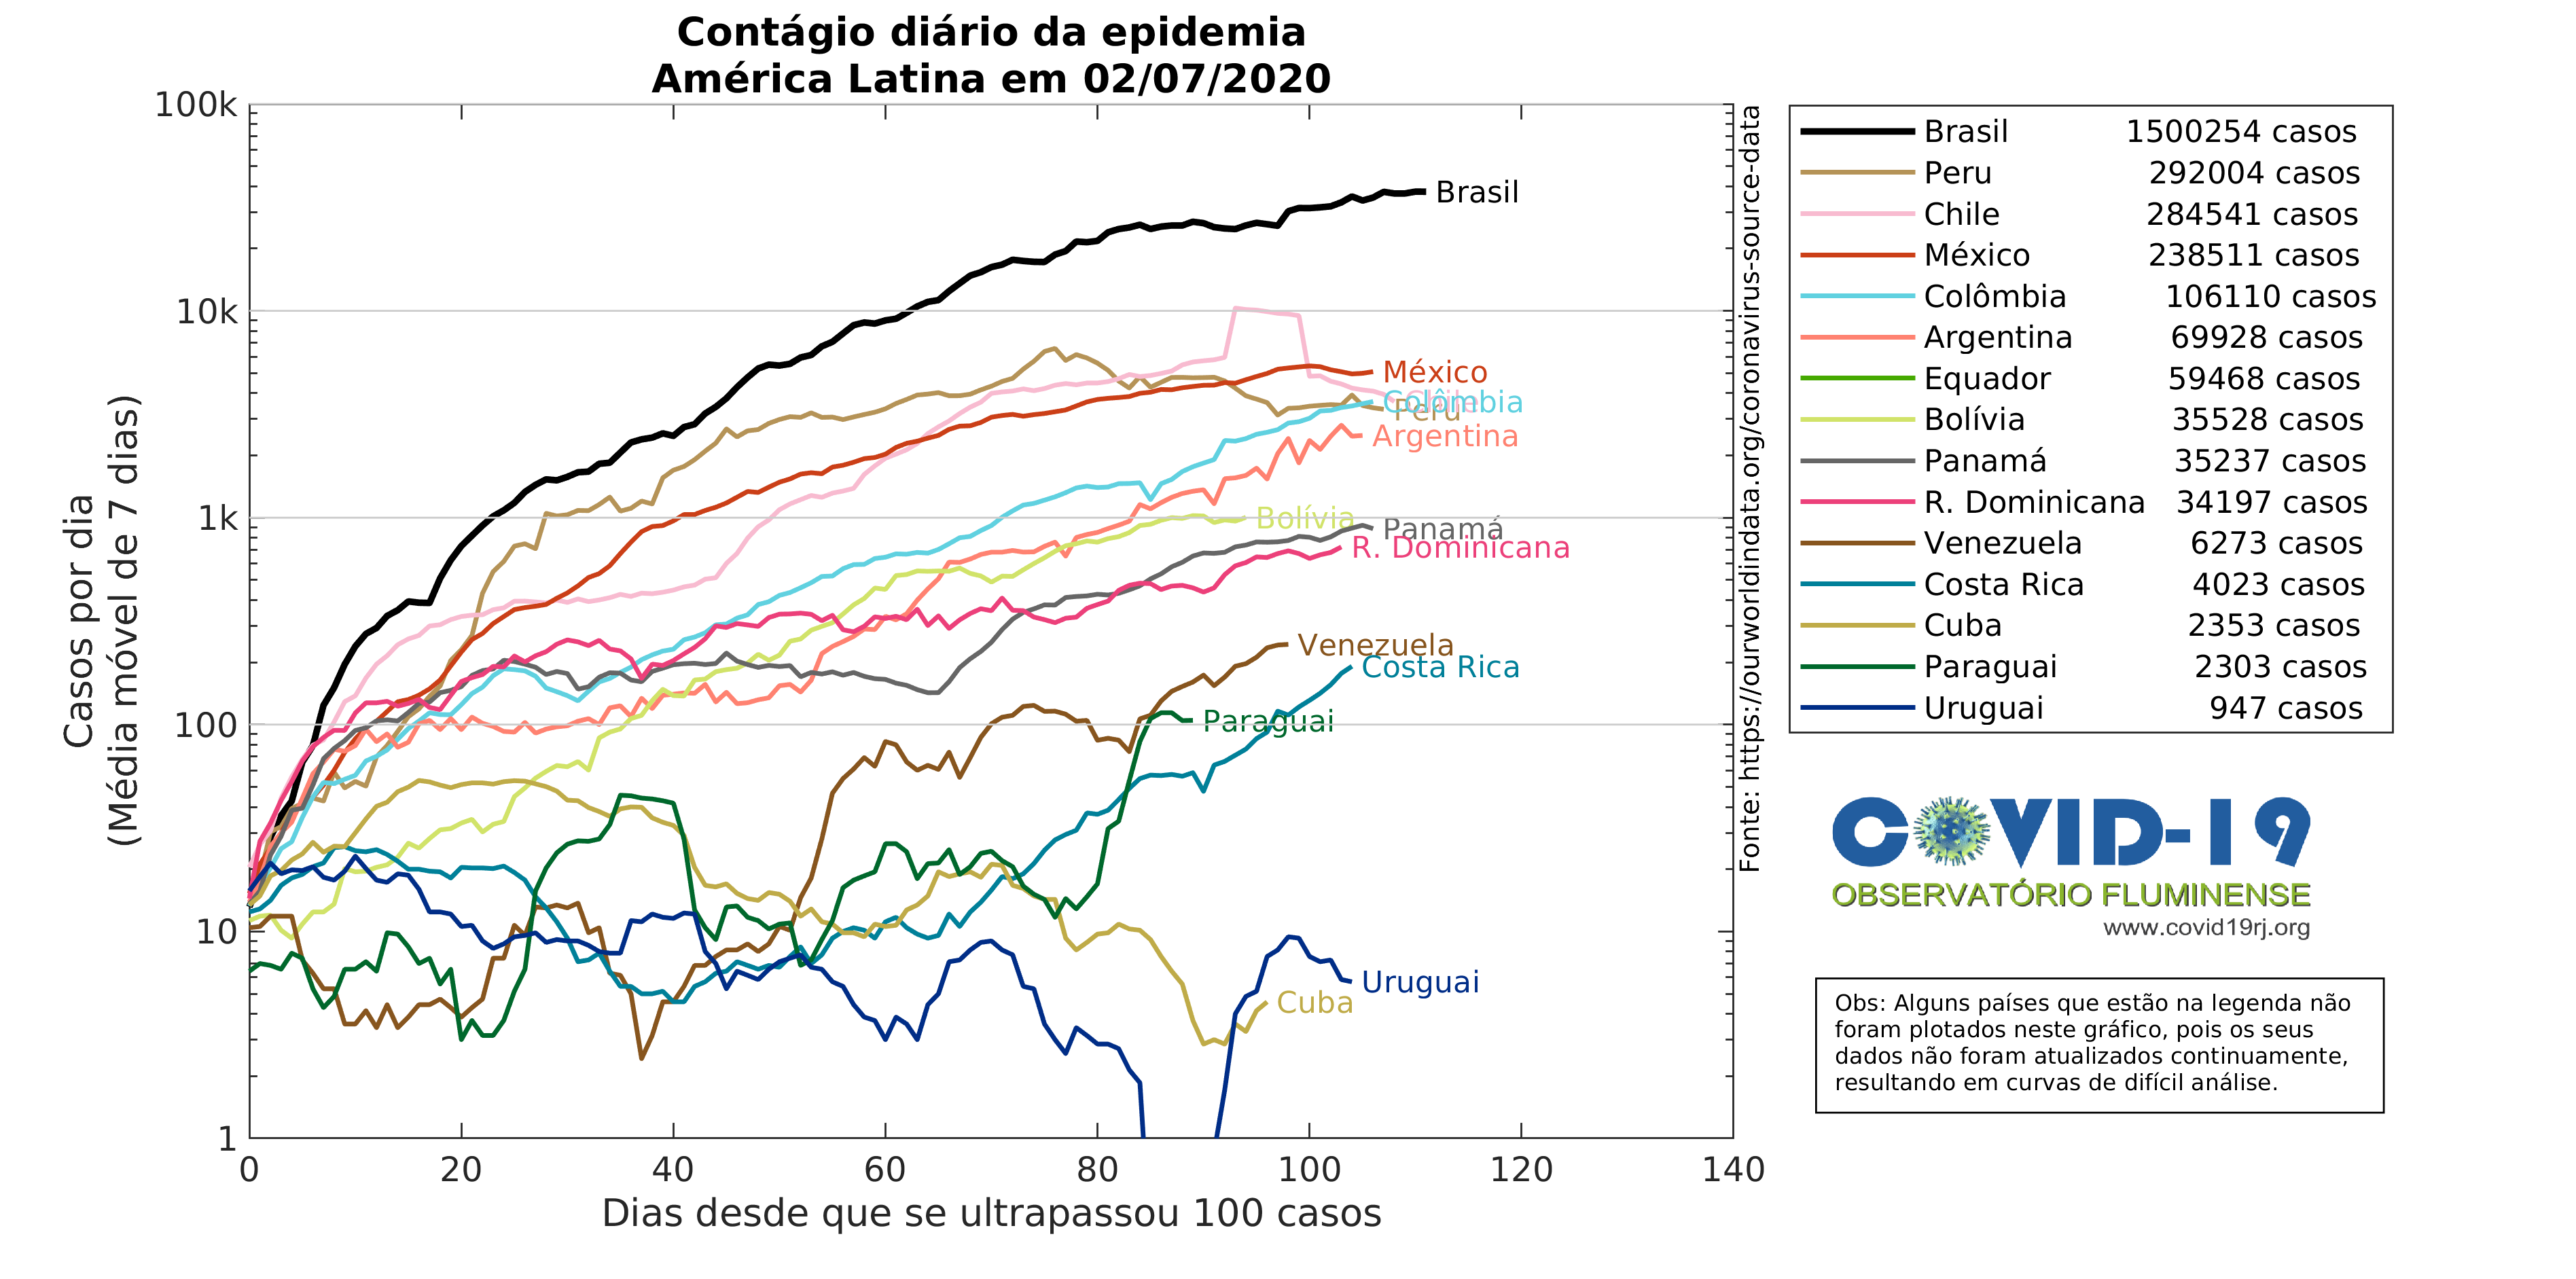 Contágio diário da epidemia
América Latina em 02/07/2020
Casos por dia
(Média móvel de 7 dias)
100k
10k
1k
100
10
1
0 20 40 60 80 100 120 140
Dias desde que se ultrapassou 100 casos
Brasil
México
Chile
Colômbia
Peru
Argentina
Bolívia
Panamá
R. Dominicana
Venezuela
Costa Rica
Paraguai
Uruguai
Cuba
Fonte: https://ourworldindata.org/coronavirus-source-data
Brasil 1500254 casos
Peru 292004 casos
Chile 284541 casos
México 238511 casos
Colômbia 106110 casos
Argentina 69928 casos
Equador 59468 casos
Bolívia 35528 casos
Panamá 35237 casos
R. Dominicana 34197 casos
Venezuela 6273 casos
Costa Rica 4023 casos
Cuba 2353 casos
Paraguai 2303 casos
Uruguai 947 casos
COVID-19
OBSERVATÓRIO FLUMINENSE
www.covid19rj.org
Obs: Alguns países que estão na legenda não
foram plotados neste gráfico, pois os seus
dados não foram atualizados continuamente,
resultando em curvas de difícil análise.